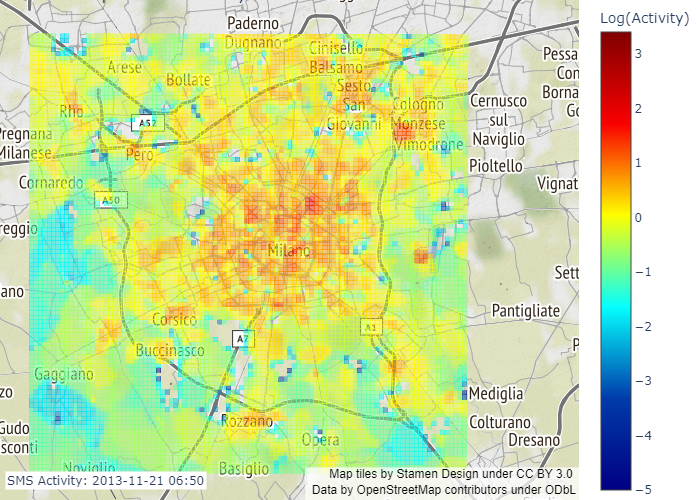 Log(Activity)
Paderno
Dugnano
Cinisello
Balsamo
Arese
Bollate
Sesto
San
Giovanni
Cologno
Monzese
Vimodrone
Cernusco
sul
Naviglio
Pioltello
Pessa
Con
Borna
Go
Vignat
Rho
A52
Pero
Pregnana
Milanese
Cornaredo
A50
reggio
Milano
ano
Sett
Pantigliate
P
Corsico
A7
A1
Buccinasco
Gaggiano
zo
Gudo
sconti
Rozzano
Opera
Mediglia
Colturano
Dresano
Noviglio
Basiglio
SMS Activity: 2013-11-21 06:50
Map tiles by Stamen Design under CC BY 3.0
Data by OpenStreetMap contributors under ODbL
3
2
1
0
−1
−2
−3
−4
−5